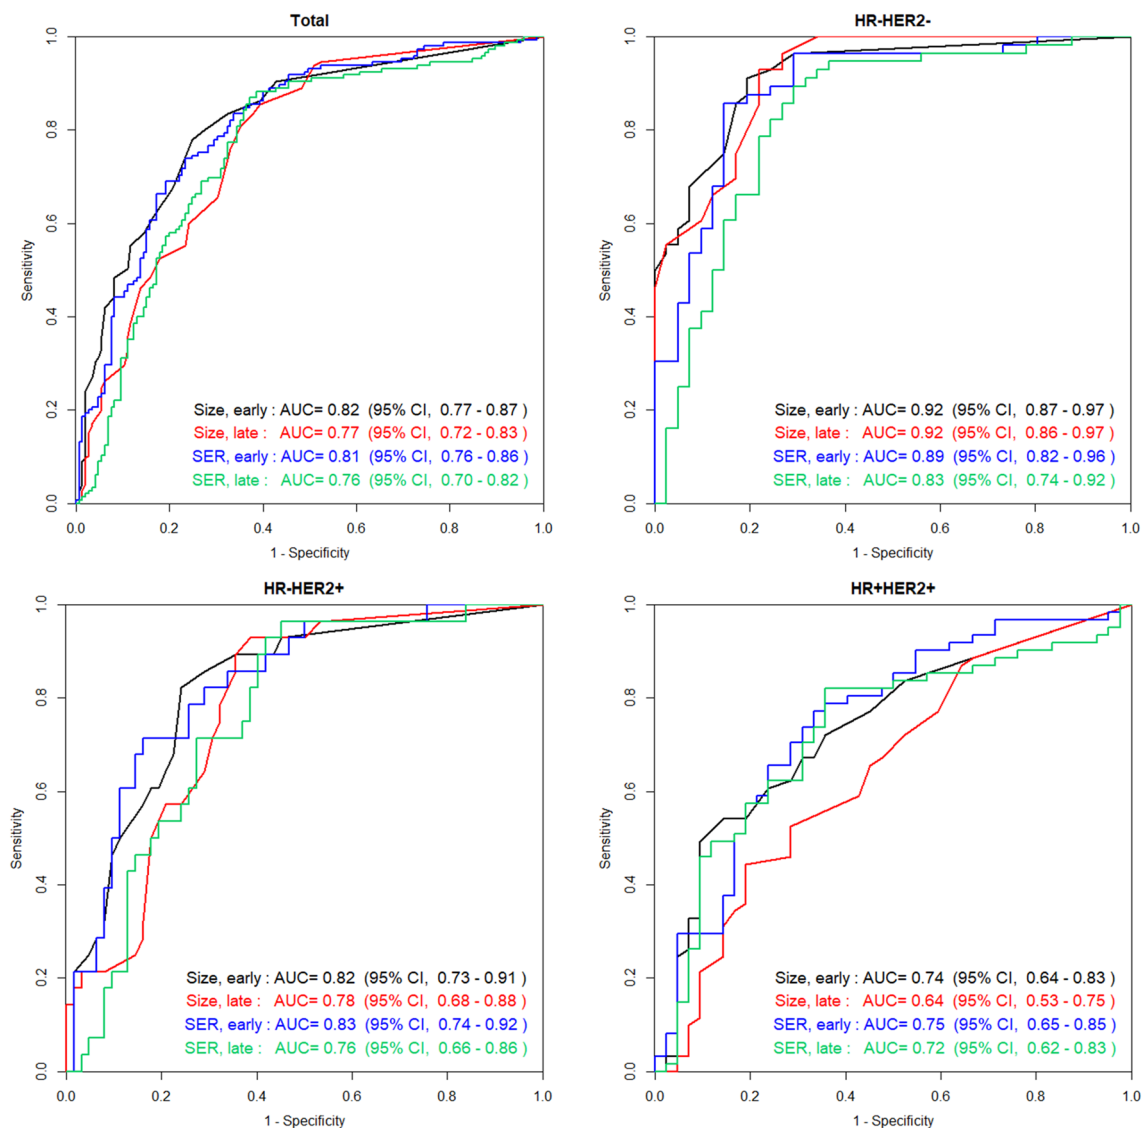 Total
Sensitivity
0.0 0.2 0.4 0.6 0.8 1.0
Size, early : AUC= 0.82 (95% CI, 0.77 - 0.87 )
Size, late : AUC= 0.77 (95% CI, 0.72 - 0.83 )
SER, early : AUC= 0.81 (95% CI, 0.76 - 0.86 )
SER, late : AUC= 0.76 (95% CI, 0.70 - 0.82 )
0.0 0.2 0.4 0.6 0.8 1.0
1 - Specificity
HR-HER2-
Sensitivity
0.0 0.2 0.4 0.6 0.8 1.0
Size, early : AUC= 0.92 (95% CI, 0.87 - 0.97 )
Size, late : AUC= 0.92 (95% CI, 0.86 - 0.97 )
SER, early : AUC= 0.89 (95% CI, 0.82 - 0.96 )
SER, late : AUC= 0.83 (95% CI, 0.74 - 0.92 )
0.0 0.2 0.4 0.6 0.8 1.0
1 - Specificity
HR-HER2+
Sensitivity
0.0 0.2 0.4 0.6 0.8 1.0
Size, early : AUC= 0.82 (95% CI, 0.73 - 0.91 )
Size, late : AUC= 0.78 (95% CI, 0.68 - 0.88 )
SER, early : AUC= 0.83 (95% CI, 0.74 - 0.92 )
SER, late : AUC= 0.76 (95% CI, 0.66 - 0.86 )
0.0 0.2 0.4 0.6 0.8 1.0
1 - Specificity
HR+HER2+
Sensitivity
0.0 0.2 0.4 0.6 0.8 1.0
Size, early : AUC= 0.74 (95% CI, 0.64 - 0.83 )
Size, late : AUC= 0.64 (95% CI, 0.53 - 0.75 )
SER, early : AUC= 0.75 (95% CI, 0.65 - 0.85 )
SER, late : AUC= 0.72 (95% CI, 0.62 - 0.83 )
0.0 0.2 0.4 0.6 0.8 1.0
1 - Specificity